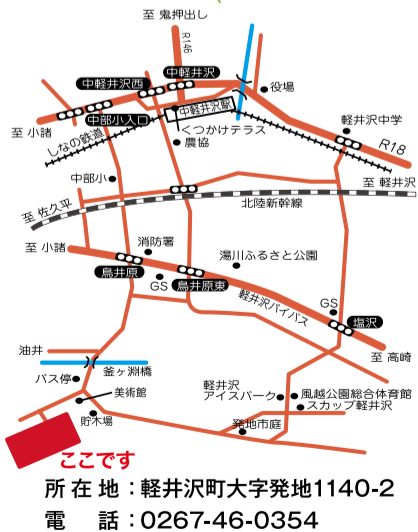 至 鬼押出し
R146
中軽井沢
中軽井沢西
役場
中軽井沢駅
中部小入口
軽井沢中学
至 小諸
しなの鉄道
くつかけテラス
農協
R18
中部小
至 軽井沢
至 佐久平
北陸新幹線
至 小諸
消防署
湯川ふるさと公園
鳥井原
GS
鳥井原東
軽井沢バイパス
GS
塩沢
至 高崎
油井
釜ヶ淵橋
バス停
美術館
貯木場
軽井沢
アイスパーク
風越公園総合体育館
スカップ軽井沢
発地市庭
ここです
所在地：軽井沢町大字発地1140-2
電　話：0267-46-0354